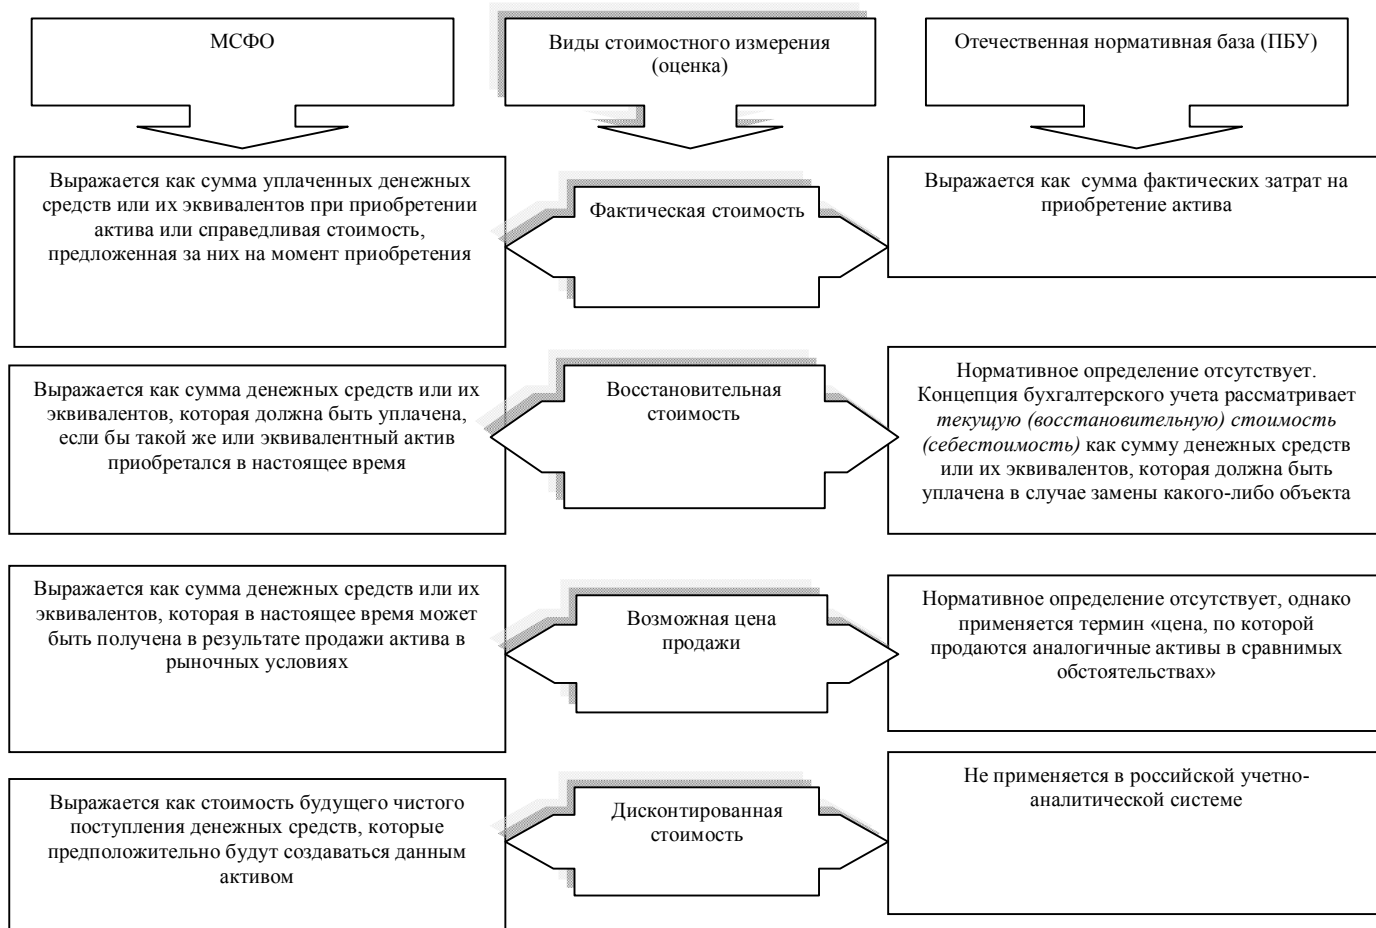 МСФО
Виды стоимостного измерения
(оценка)
Отечественная нормативная база (ПБУ)
Выражается как сумма уплаченных денежных
средств или их эквивалентов при приобретении
актива или справедливая стоимость,
предложенная за них на момент приобретения
Фактическая стоимость
Выражается как сумма фактических затрат на
приобретение актива
Выражается как сумма денежных средств или их
эквивалентов, которая должна быть уплачена,
если бы такой же или эквивалентный актив
приобретался в настоящее время
Восстановительная
стоимость
Нормативное определение отсутствует.
Концепция бухгалтерского учета рассматривает
текущую (восстановительную) стоимость
(себестоимость) как сумму денежных средств
или их эквивалентов, которая должна быть
уплачена в случае замены какого-либо объекта
Выражается как сумма денежных средств или их
эквивалентов, которая в настоящее время может
быть получена в результате продажи актива в
рыночных условиях
Возможная цена
продажи
Нормативное определение отсутствует, однако
применяется термин «цена, по которой
продаются аналогичные активы в сравнимых
обстоятельствах»
Выражается как стоимость будущего чистого
поступления денежных средств, которые
предположительно будут создаваться данным
активом
Дисконтированная
стоимость
Не применяется в российской учетно-
аналитической системе